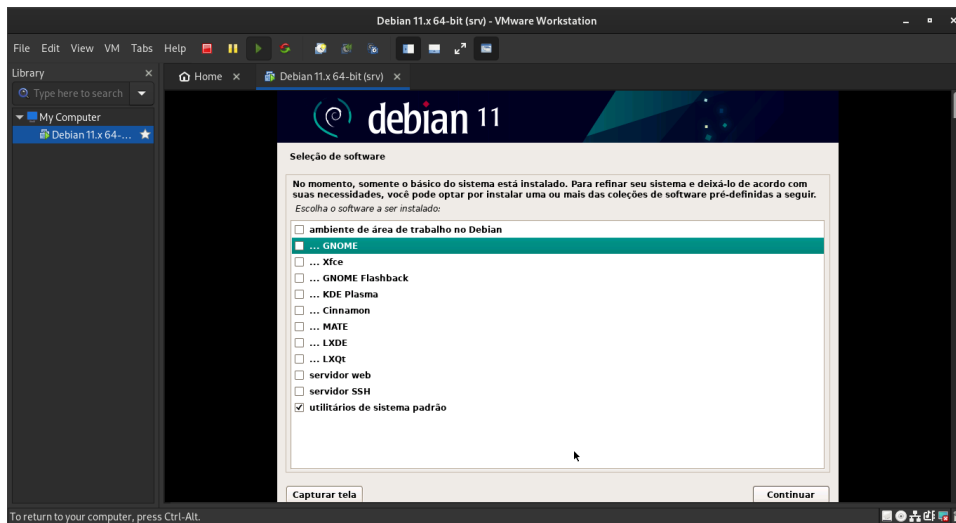 Debian 11.x 64-bit (srv) - VMware Workstation
File Edit View VM Tabs Help
Library
Home
Debian 11.x 64-bit (srv)
Type here to search
My Computer
Debian 11.x 64-...
debian 11
Seleção de software
No momento, somente o básico do sistema está instalado. Para refinar seu sistema e deixá-lo de acordo com
suas necessidades, você pode optar por instalar uma ou mais das coleções de software pré-definidas a seguir.
Escolha o software a ser instalado:
ambiente de área de trabalho no Debian
... GNOME
... Xfce
... GNOME Flashback
... KDE Plasma
... Cinnamon
... MATE
... LXDE
... LXQt
servidor web
servidor SSH
utilitários de sistema padrão
Capturar tela
Continuar
To return to your computer, press Ctrl-Alt.